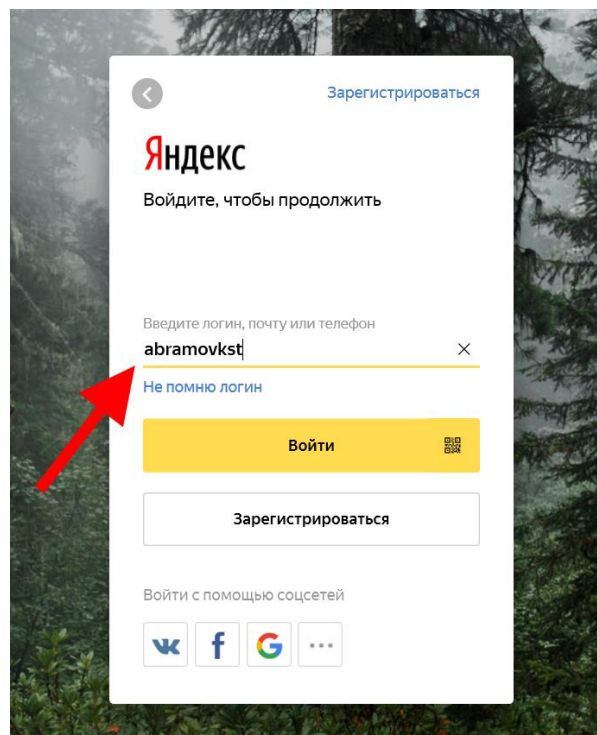 Зарегистрироваться
Яндекс
Войдите, чтобы продолжить
Введите логин, почту или телефон
abramovkst
Не помню логин
Войти
Зарегистрироваться
Войти с помощью соцсетей